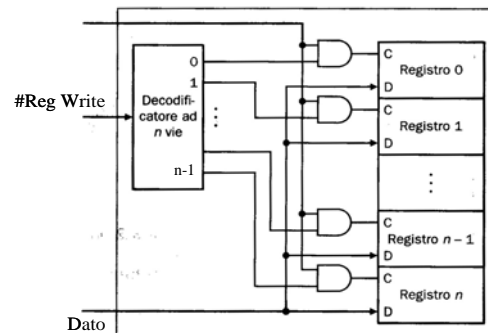 0
C
Registro 0
1
D
#Reg Write
Decodifi-
catore ad
n vie
C
Registro 1
D
n-1
C
Registro n – 1
D
C
Registro n
Dato
D